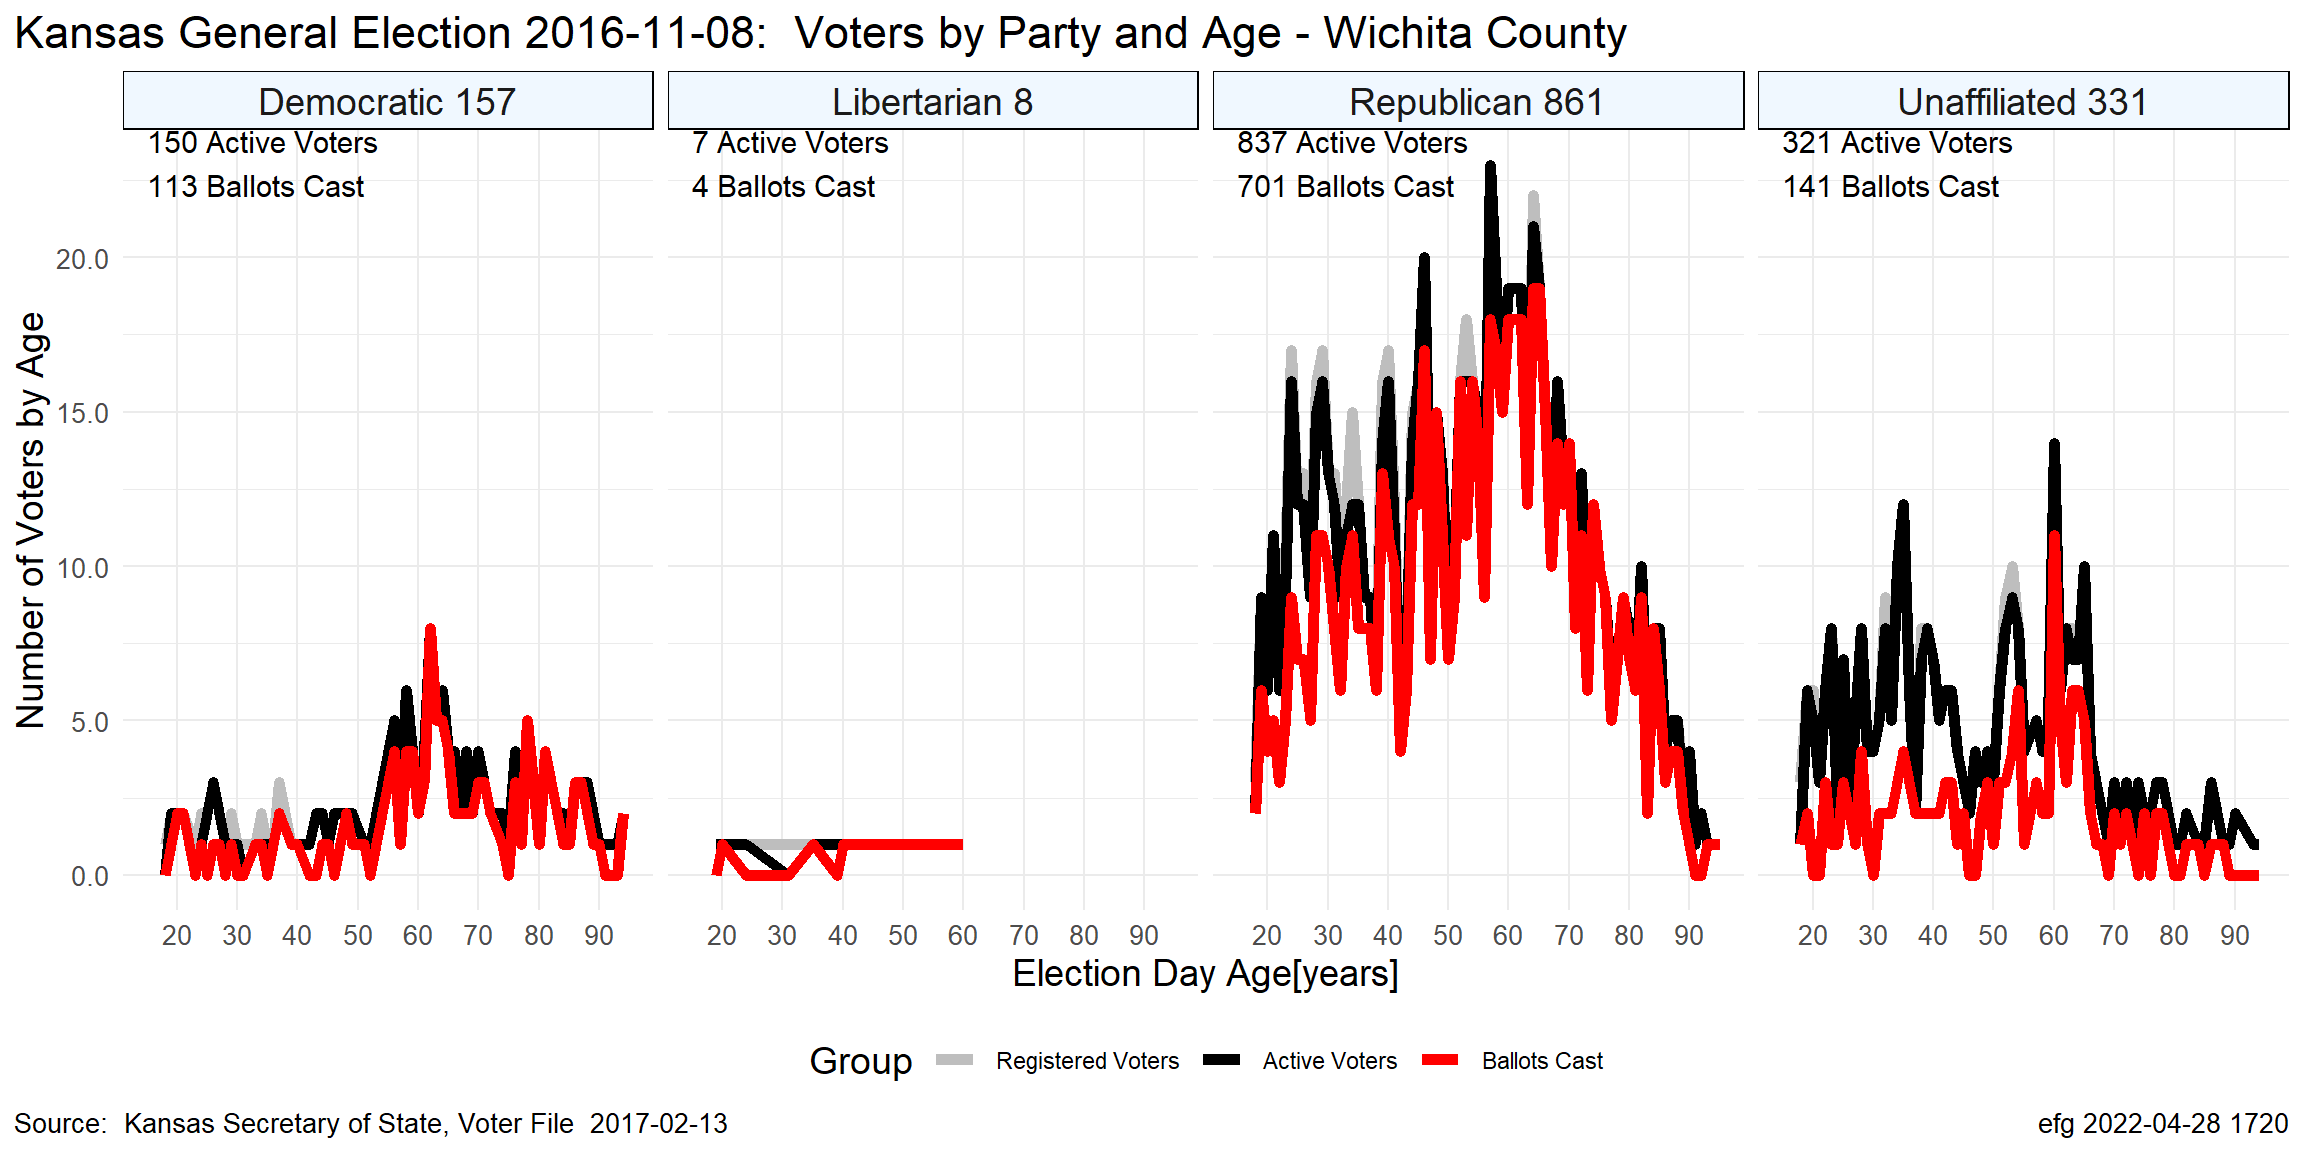 Kansas General Election 2016-11-08:  Voters by Party and Age - Wichita County
Democratic 157
Libertarian 8
Republican 861
Unaffiliated 331
150 Active Voters
113 Ballots Cast
7 Active Voters
4 Ballots Cast
837 Active Voters
701 Ballots Cast
321 Active Voters
141 Ballots Cast
Number of Voters by Age
20.0
15.0
10.0
5.0
0.0
20 30 40 50 60 70 80 90
20 30 40 50 60 70 80 90
20 30 40 50 60 70 80 90
20 30 40 50 60 70 80 90
Election Day Age[years]
Group Registered Voters Active Voters Ballots Cast
Source:  Kansas Secretary of State, Voter File  2017-02-13
efg 2022-04-28 1720